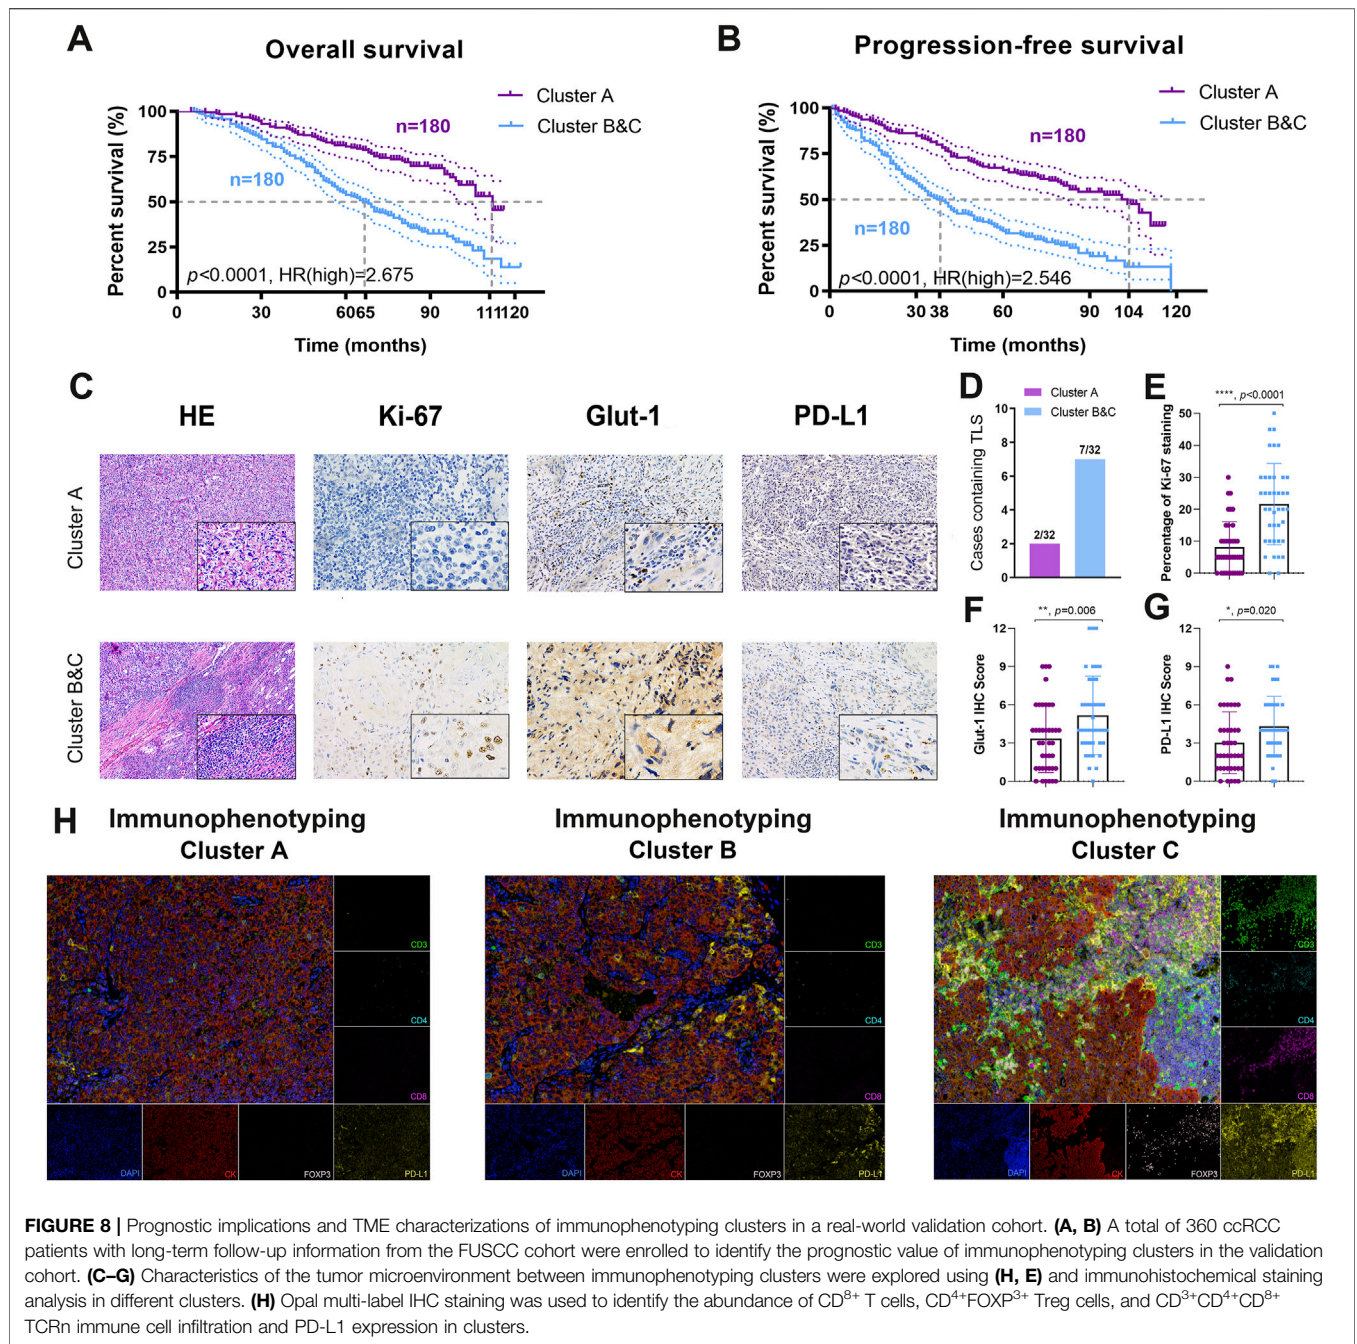 A
Overall survival
Cluster A
Cluster B&C
n=180
n=180
Percent survival (%)
100
75
50
25
0
p<0.0001, HR(high)=2.675
0 30 6065 90 111120
Time (months)
B
Progression-free survival
Cluster A
Cluster B&C
n=180
n=180
Percent survival (%)
100
75
50
25
0
p<0.0001, HR(high)=2.546
0 30 38 90 104 120
Time (months)
C
HE Ki-67 Glut-1 PD-L1
Cluster A
Cluster B&C
D
Cluster A
Cluster B&C
Cases containing TLS
10
8
6
4
2
0
2/32
7/32
E
****, p<0.0001
Percentage of Ki-67 staining
50
40
30
20
10
0
F
**, p=0.006
Glut-1 IHC Score
12
9
6
3
0
G
*, p=0.020
PD-L1 IHC Score
12
9
6
3
0
H
Immunophenotyping
Cluster A
CD3
CD4
CD8
DAPI CK FOXP3 PD-L1
Immunophenotyping
Cluster B
CD3
CD4
CD8
DAPI CK FOXP3 PD-L1
Immunophenotyping
Cluster C
CD3
CD4
CD8
DAPI CK FOXP3 PD-L1
FIGURE 8 | Prognostic implications and TME characterizations of immunophenotyping clusters in a real-world validation cohort. (A, B) A total of 360 ccRCC
patients with long-term follow-up information from the FUSCC cohort were enrolled to identify the prognostic value of immunophenotyping clusters in the validation
cohort. (C–G) Characteristics of the tumor microenvironment between immunophenotyping clusters were explored using (H, E) and immunohistochemical staining
analysis in different clusters. (H) Opal multi-label IHC staining was used to identify the abundance of CD8+ T cells, CD4+FOXP3+ Treg cells, and CD3+CD4+CD8+
TCRn immune cell infiltration and PD-L1 expression in clusters.